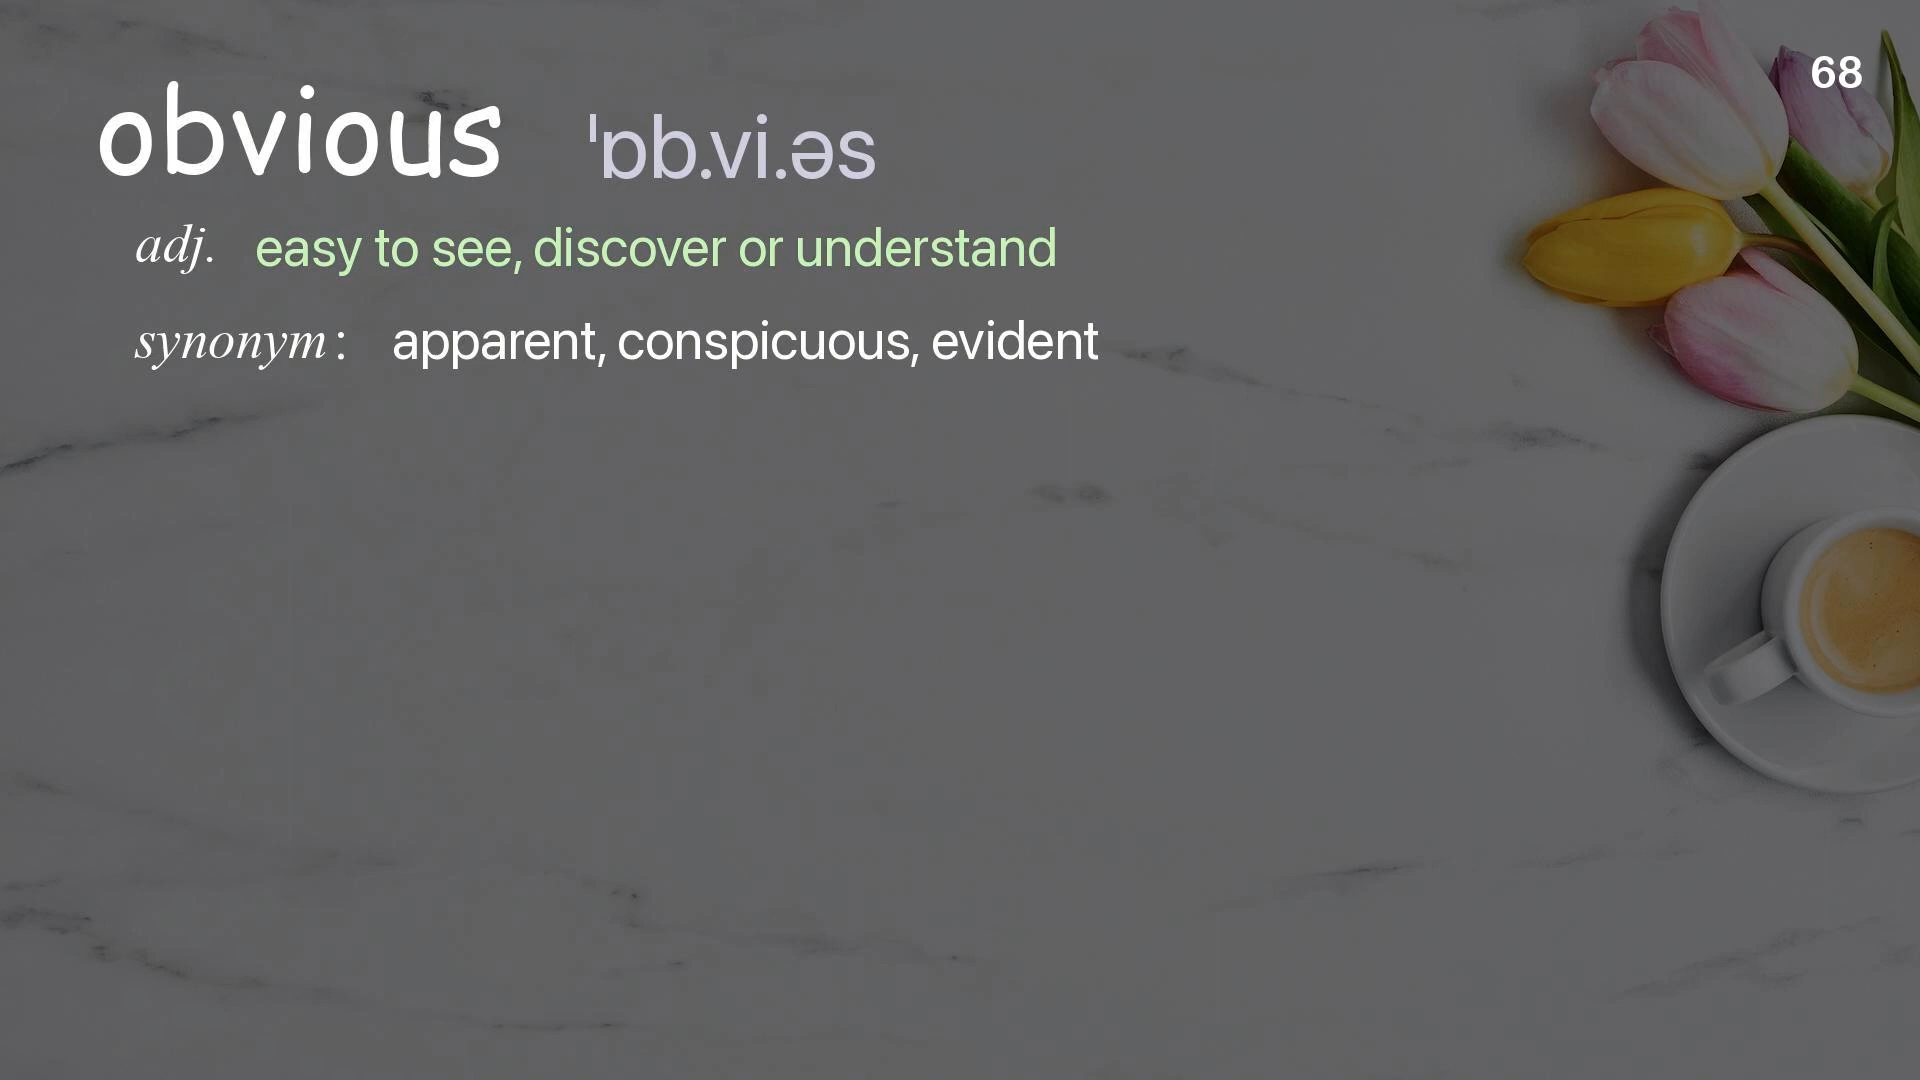 68
obvious ˈɒb.vi.əs
adj. easy to see, discover or understand
synonym: apparent, conspicuous, evident